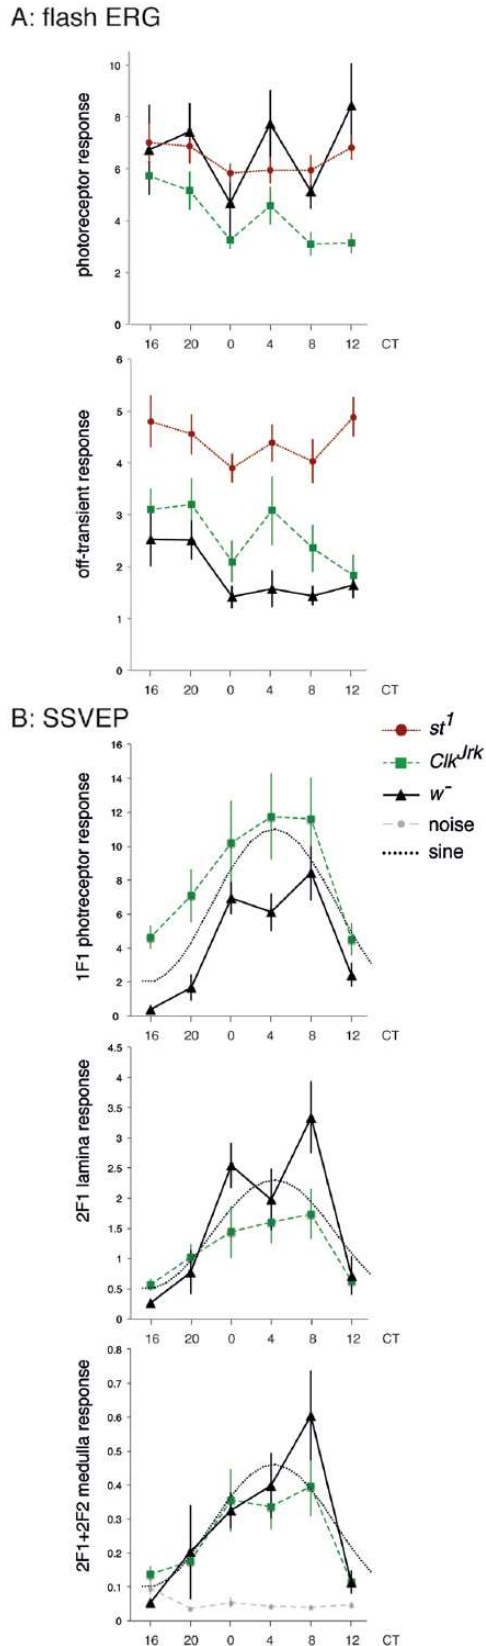 A: flash ERG
photoreceptor response
10
8
6
4
2
0
16 20 0 4 8 12 CT
off-transient response
6
5
4
3
2
1
0
16 20 0 4 8 12 CT
B: SSVEP
st1
ClkJrk
w-
noise
sine
1F1 photreceptor response
16
14
12
10
8
6
4
2
0
16 20 0 4 8 12 CT
2F1 lamina response
4.5
4
3.5
3
2.5
2
1.5
1
0.5
0
16 20 0 4 8 12 CT
2F1+2F2 medulla response
0.8
0.7
0.6
0.5
0.4
0.3
0.2
0.1
0
16 20 0 4 8 12 CT